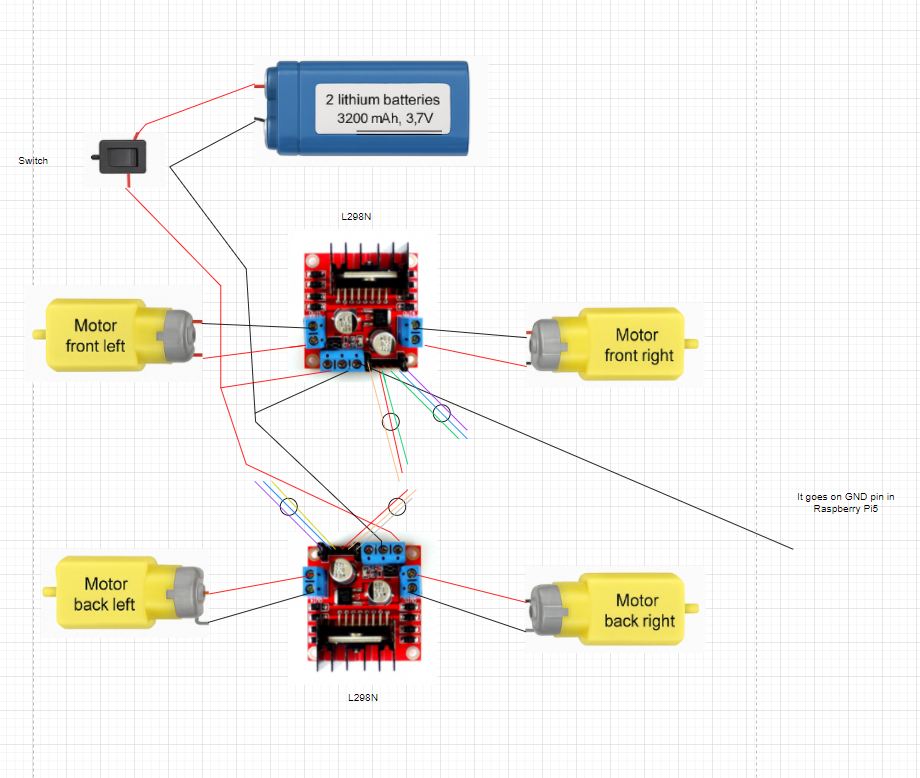 2 lithium batteries
3200 mAh, 3,7V
Switch
L298N
Motor
front left
Motor
front right
It goes on GND pin in
Raspberry Pi5
Motor
back left
Motor
back right
L298N